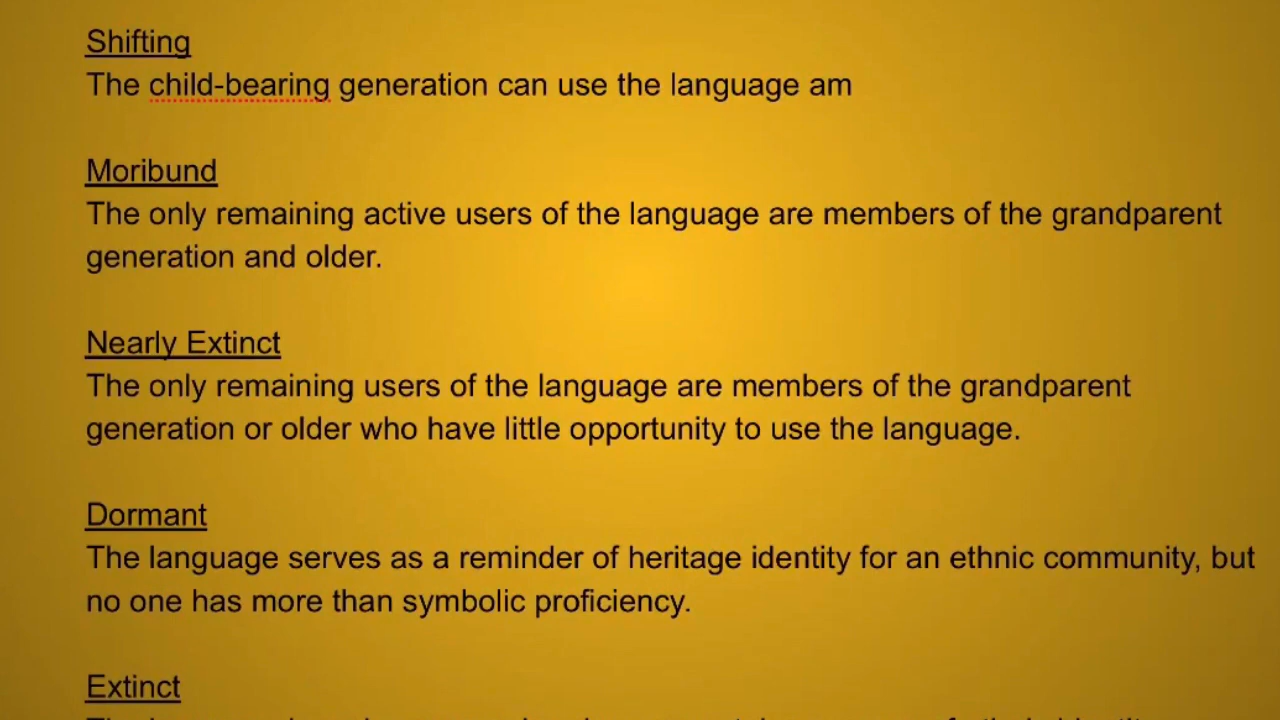 Shifting
The child-bearing generation can use the language am
Moribund
The only remaining active users of the language are members of the grandparent
generation and older.
Nearly Extinct
The only remaining users of the language are members of the grandparent
generation or older who have little opportunity to use the language.
Dormant
The language serves as a reminder of heritage identity for an ethnic community, but
no one has more than symbolic proficiency.
Extinct